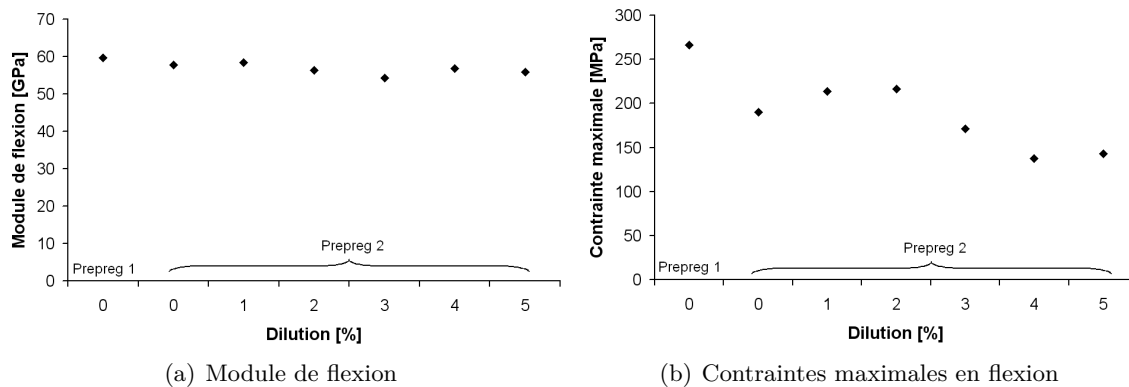 70
60
50
40
30
20
10
0
Module de flexion [GPa]
Prepreg 1
Prepreg 2
0 0 1 2 3 4 5
Dilution [%]
(a) Module de flexion
300
250
200
150
100
50
0
Contrainte maximale [MPa]
Prepreg 1
Prepreg 2
0 0 1 2 3 4 5
Dilution [%]
(b) Contraintes maximales en flexion